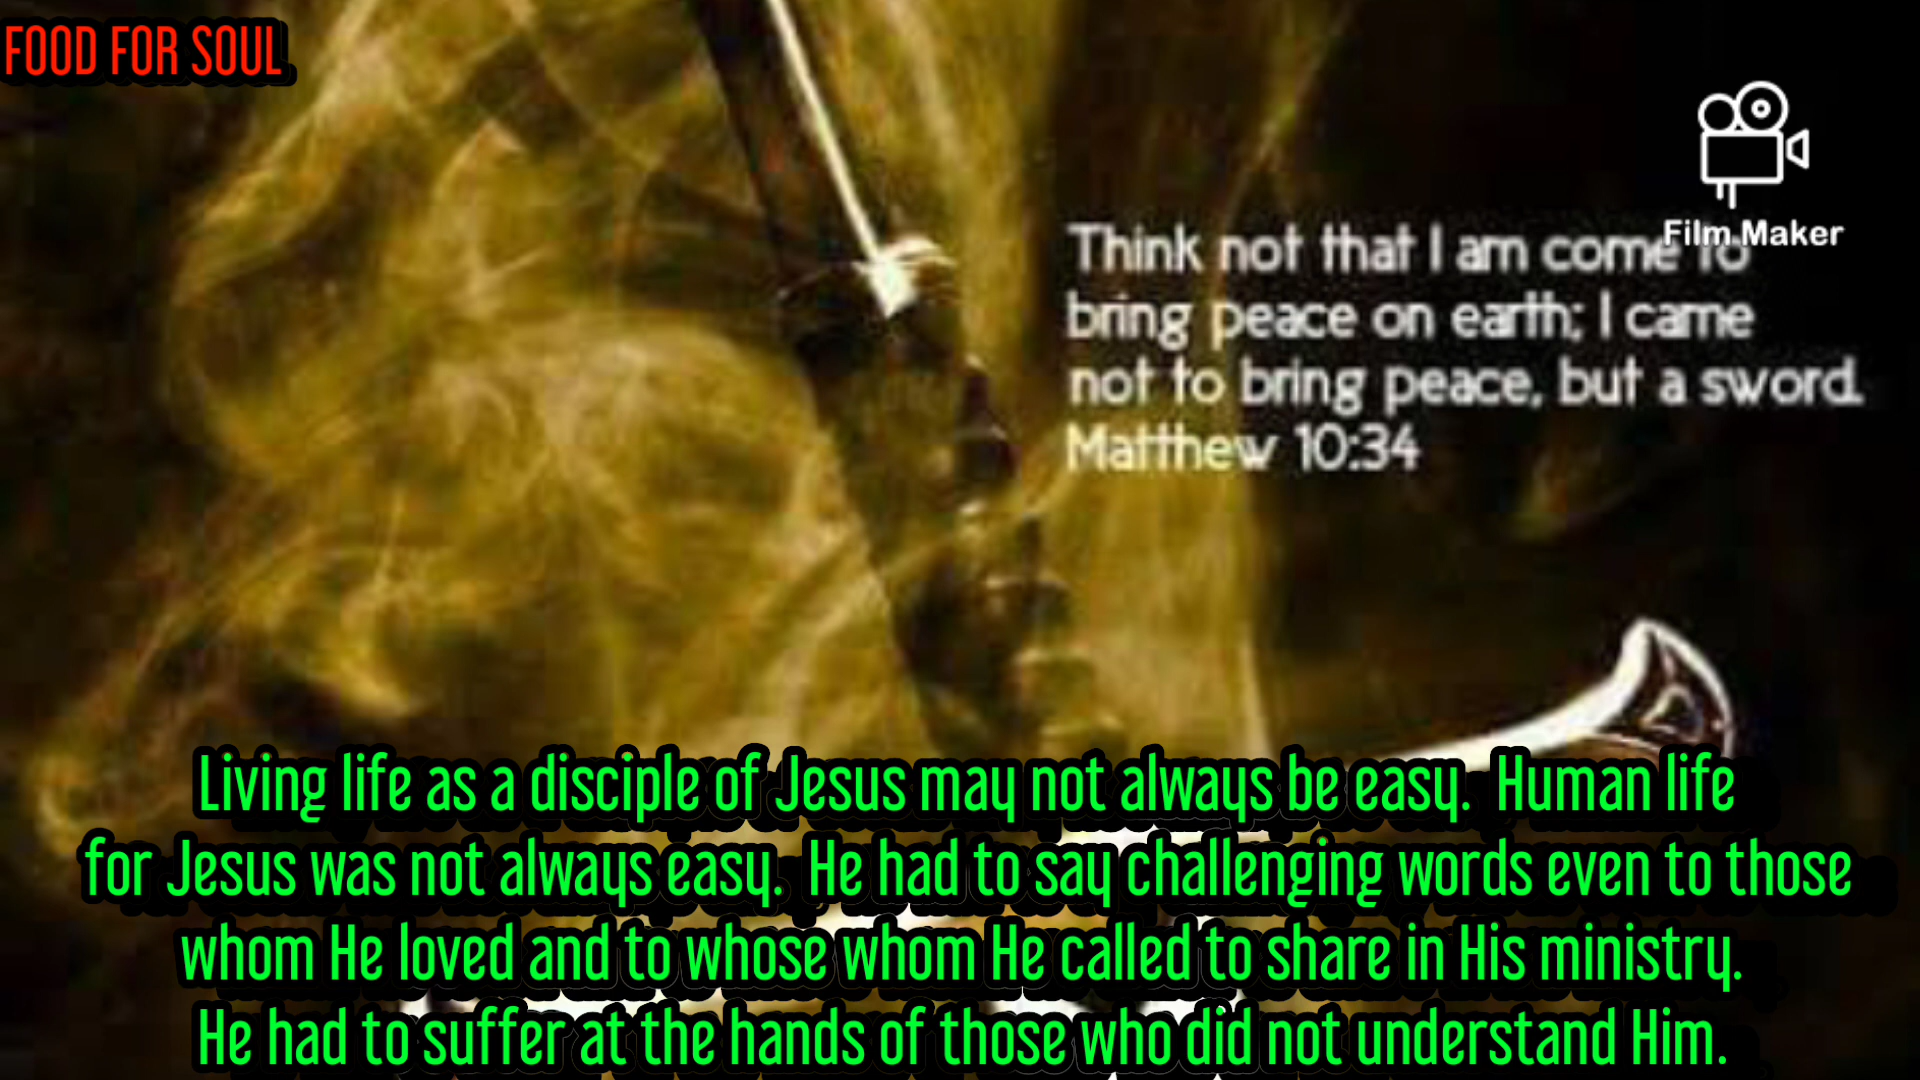 FOOD FOR SOUL
Film Maker
Think not that I am come to
bring peace on earth; I came
not to bring peace, but a sword.
Matthew 10:34
Living life as a disciple of Jesus may not always be easy. Human life
for Jesus was not always easy. He had to say challenging words even to those
whom He loved and to whose whom He called to share in His ministry.
He had to suffer at the hands of those who did not understand Him.